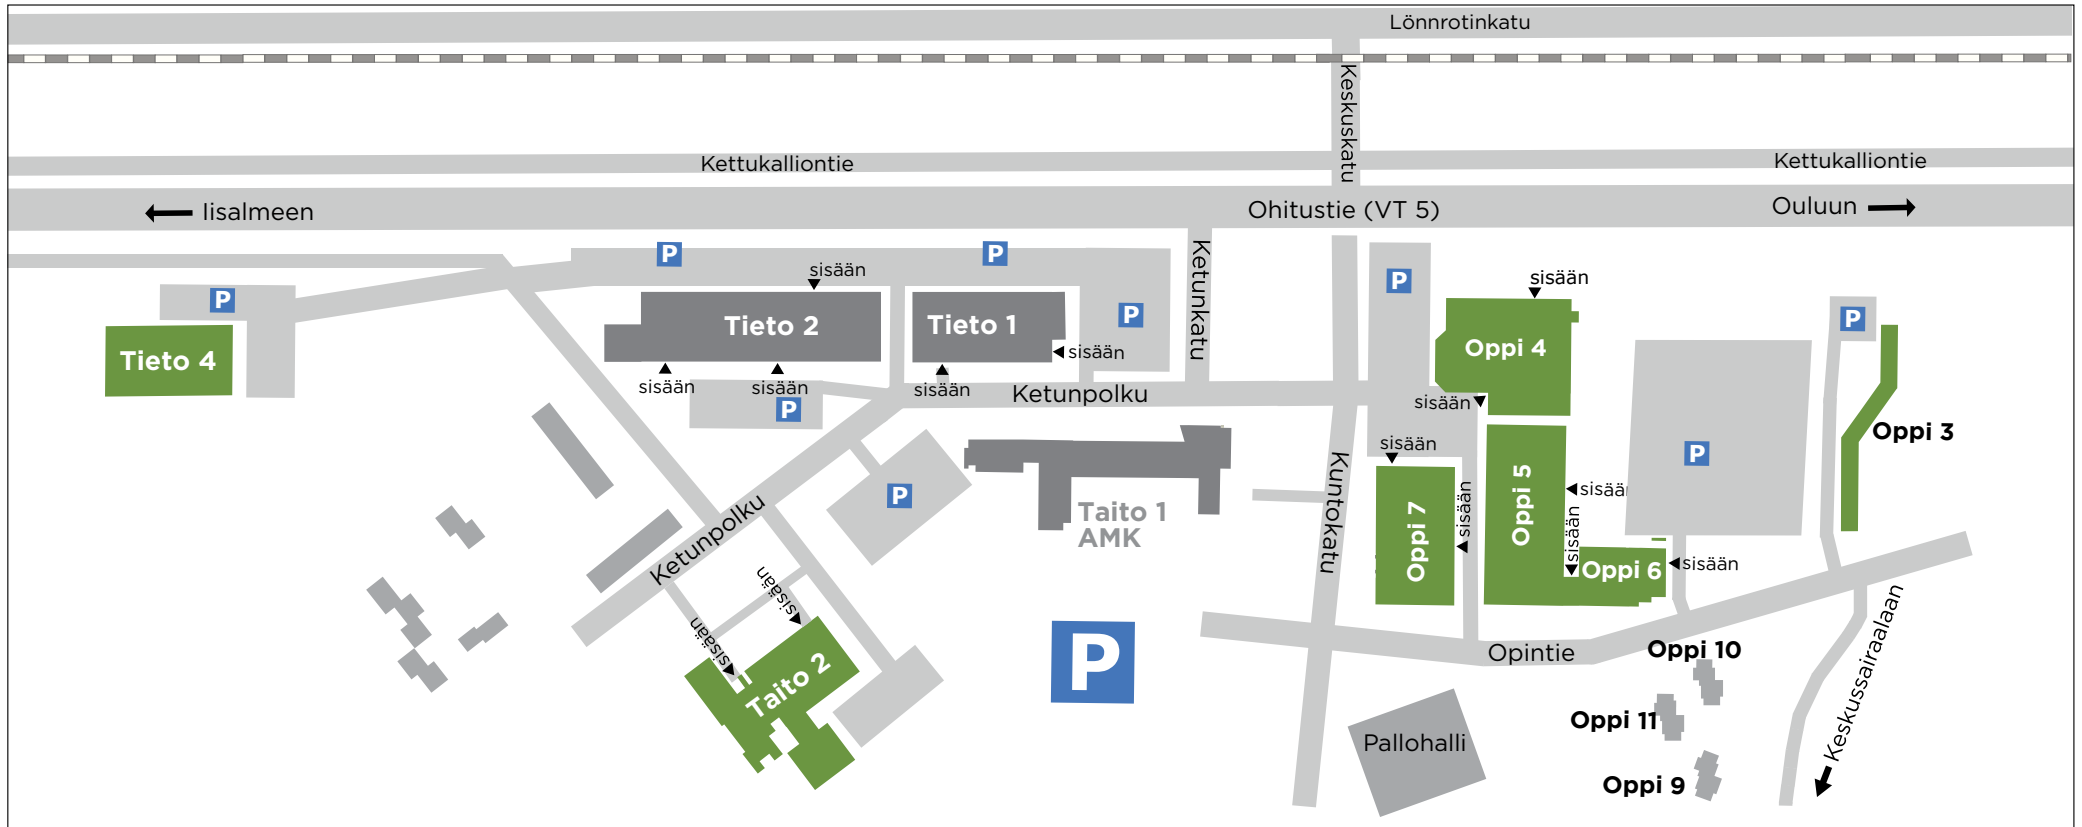 Lönnrotinkatu
Keskuskatu
Kettukalliontie
Kettukalliontie
Iisalmeen
Ohitustie (VT 5)
Ouluun
P
P
P
P
P
P
Ketunkatu
sisään
sisään
Tieto 4
Tieto 2
Tieto 1
Oppi 4
sisään
sisään
sisään
sisään
Ketunpolku
sisään
P
Oppi 3
sisään
P
P
Kuntokatu
Taito 1
AMK
Oppi 7
sisään
Oppi 5
sisään
sisään
Oppi 6
sisään
Ketunpolku
sisään
sisään
Taito 2
P
Opintie
Oppi 10
Oppi 11
Oppi 9
Pallohalli
Keskussairaalaan